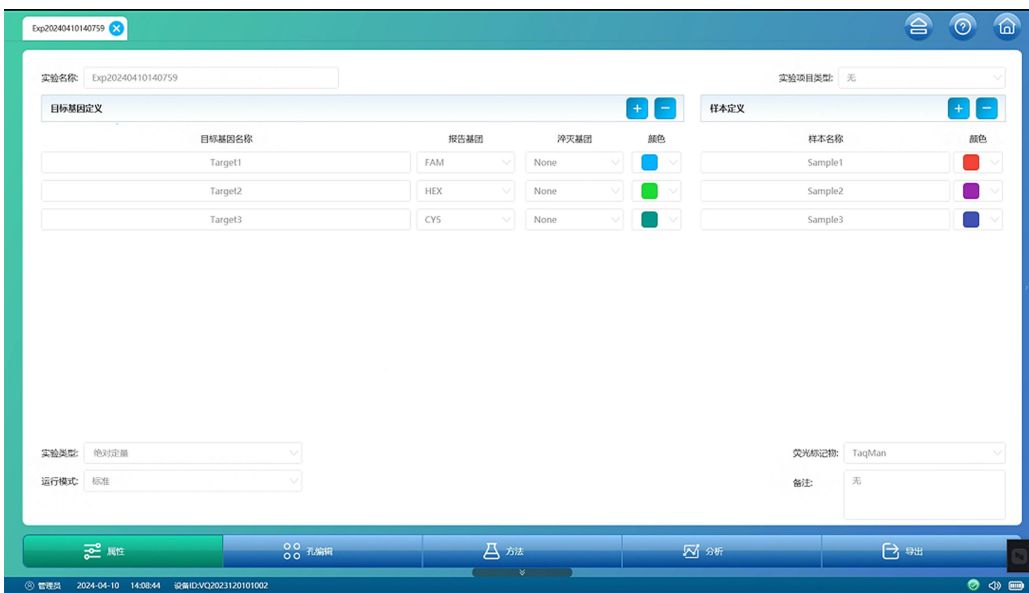 Exp20240410140759
实验名称: Exp20240410140759
实验项目类型: 无
目标基因定义
样本定义
目标基因名称 报告基团 淬灭基团 颜色
样本名称 颜色
Target1 FAM None
Sample1
Target2 HEX None
Sample2
Target3 CY5 None
Sample3
实验类型: 绝对定量
荧光标记物: TaqMan
运行模式: 标准
备注: 无
属性
孔编辑
方法
分析
导出
管理员 2024-04-10 14:08:44 设备ID:VQ2023120101002